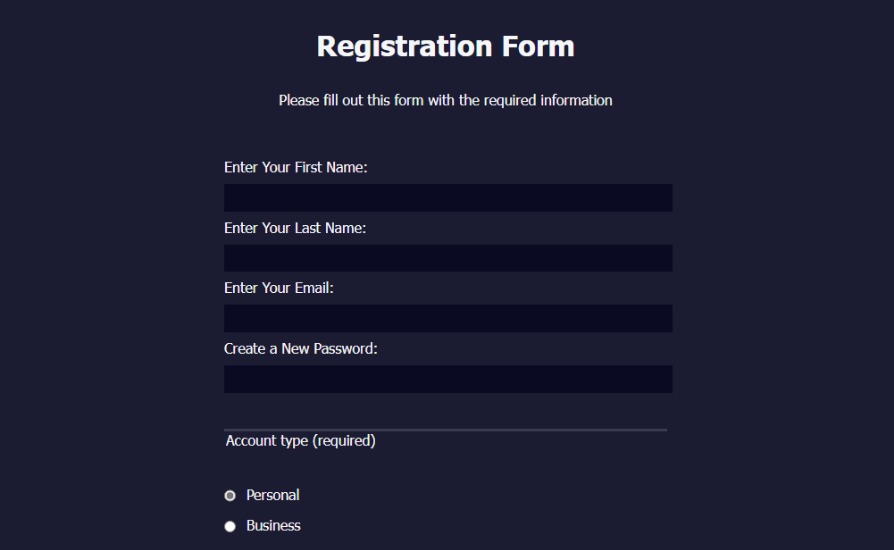 Registration Form
Please fill out this form with the required information
Enter Your First Name:
Enter Your Last Name:
Enter Your Email:
Create a New Password:
Account type (required)
Personal
Business